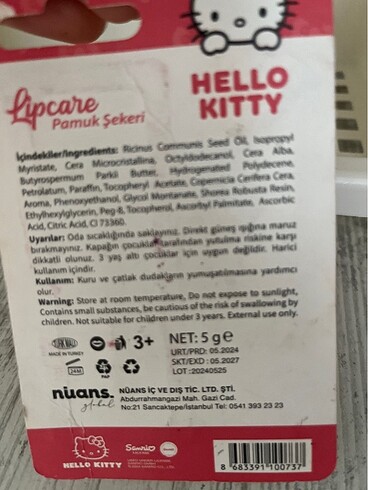 HELLO
KITTY
Lipcare
Pamuk Şekeri
İçindekiler/Ingredients: Ricinus Communis Seed Oil, Isopropyl
Myristate, Cera Microcristallina, Octyldodecanol, Cera Alba,
Butyrospermum Parkii Butter, Hydrogenated Polydecene,
Petrolatum, Paraffin, Tocopheryl Acetate, Copernicia Cerifera Cera,
Aroma, Phenoxyethanol, Glycol Montanate, Shorea Robusta Resin,
Ethylhexylglycerin, Peg-8, Tocopherol, Ascorbyl Palmitate, Ascorbic
Acid, Citric Acid, CI 73360.
Uyarılar: Oda sıcaklığında saklayınız. Direkt güneş ışığına maruz
bırakmayınız. Kapağın çocuklar tarafından yutulma riskine karşı
dikkatli olunuz. 3 yaş altı çocuklar için uygun değildir. Harici
kullanım içindir.
Kullanım: Kuru ve çatlak dudakların yumuşatılmasına yardımcı
olur.
Warning: Store at room temperature, Do not expose to sunlight,
Contains small substances, be cautious of the risk of swallowing by
children. Not suitable for children under 3 years. External use only.
TÜRK MALI
MADE IN TÜRKİYE
3+
24M
PAP
NET: 5 g e
URT/PRD: 05.2024
SKT/EXD : 05.2027
LOT :20240525
nüans.
global
NÜANS İÇ VE DIŞ TİC. LTD. ŞTİ.
Abdurrahmangazi Mah. Gazi Cad.
No:21 Sancaktepe/İstanbul Tel: 0541 393 23 23
HELLO KITTY
Sanrio
8 683391 100737